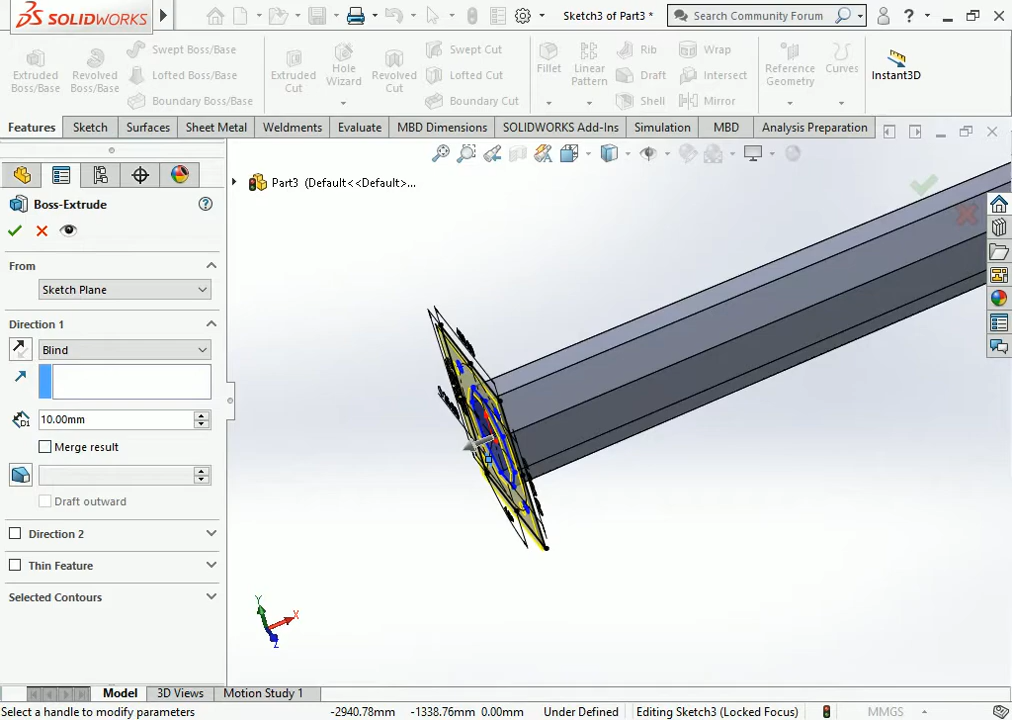 SOLIDWORKS
Sketch3 of Part3 *
Search Community Forum
?
Extruded Boss/Base
Revolved Boss/Base
Swept Boss/Base
Lofted Boss/Base
Boundary Boss/Base
Extruded Cut
Hole Wizard
Revolved Cut
Swept Cut
Lofted Cut
Boundary Cut
Fillet
Linear Pattern
Rib
Draft
Shell
Wrap
Intersect
Mirror
Reference Geometry
Curves
Instant3D
Features Sketch Surfaces Sheet Metal Weldments Evaluate MBD Dimensions SOLIDWORKS Add-Ins Simulation MBD Analysis Preparation
Part3 (Default<<Default>...
Boss-Extrude
?
From
Sketch Plane
Direction 1
Blind
D1
10.00mm
Merge result
Draft outward
Direction 2
Thin Feature
Selected Contours
Y
X
Z
Model 3D Views Motion Study 1
Select a handle to modify parameters -2940.78mm -1338.76mm 0.00mm Under Defined Editing Sketch3 (Locked Focus) MMGS